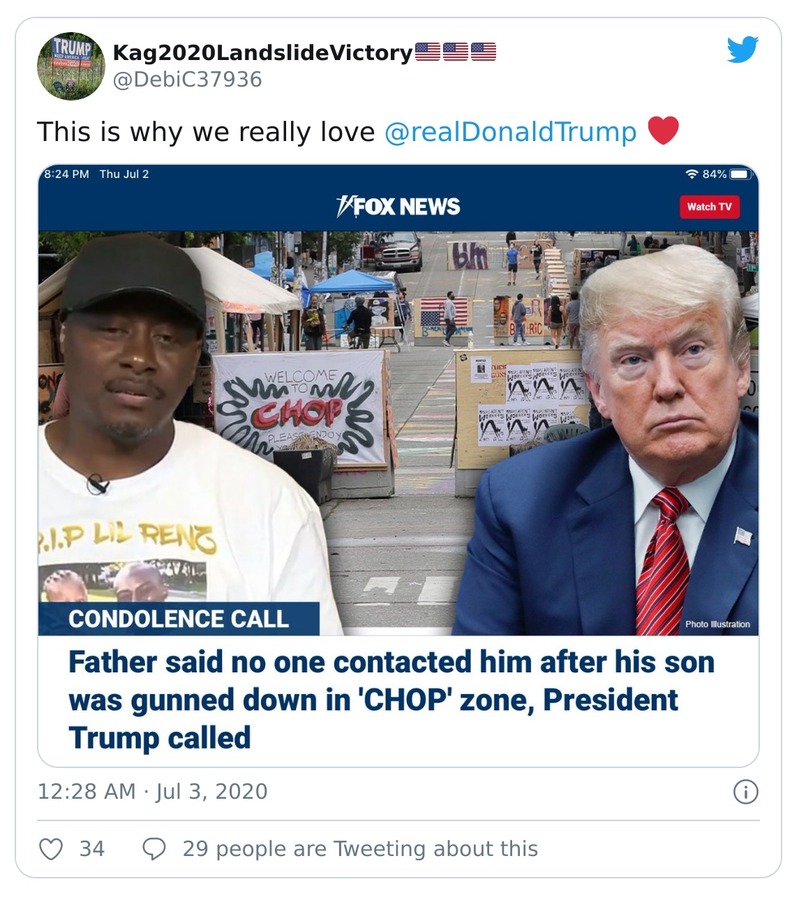 Kag2020LandslideVictory🇺🇸🇺🇸🇺🇸
@DebiC37936
This is why we really love @realDonaldTrump ❤️
8:24 PM Thu Jul 2
84%
FOX NEWS
Watch TV
TRUMP
blm
WELCOME
TO
CHOP
PLEASE ENJOY
R.I.P LIL RENZ
CONDOLENCE CALL
Photo Illustration
Father said no one contacted him after his son
was gunned down in 'CHOP' zone, President
Trump called
12:28 AM · Jul 3, 2020
34
29 people are Tweeting about this